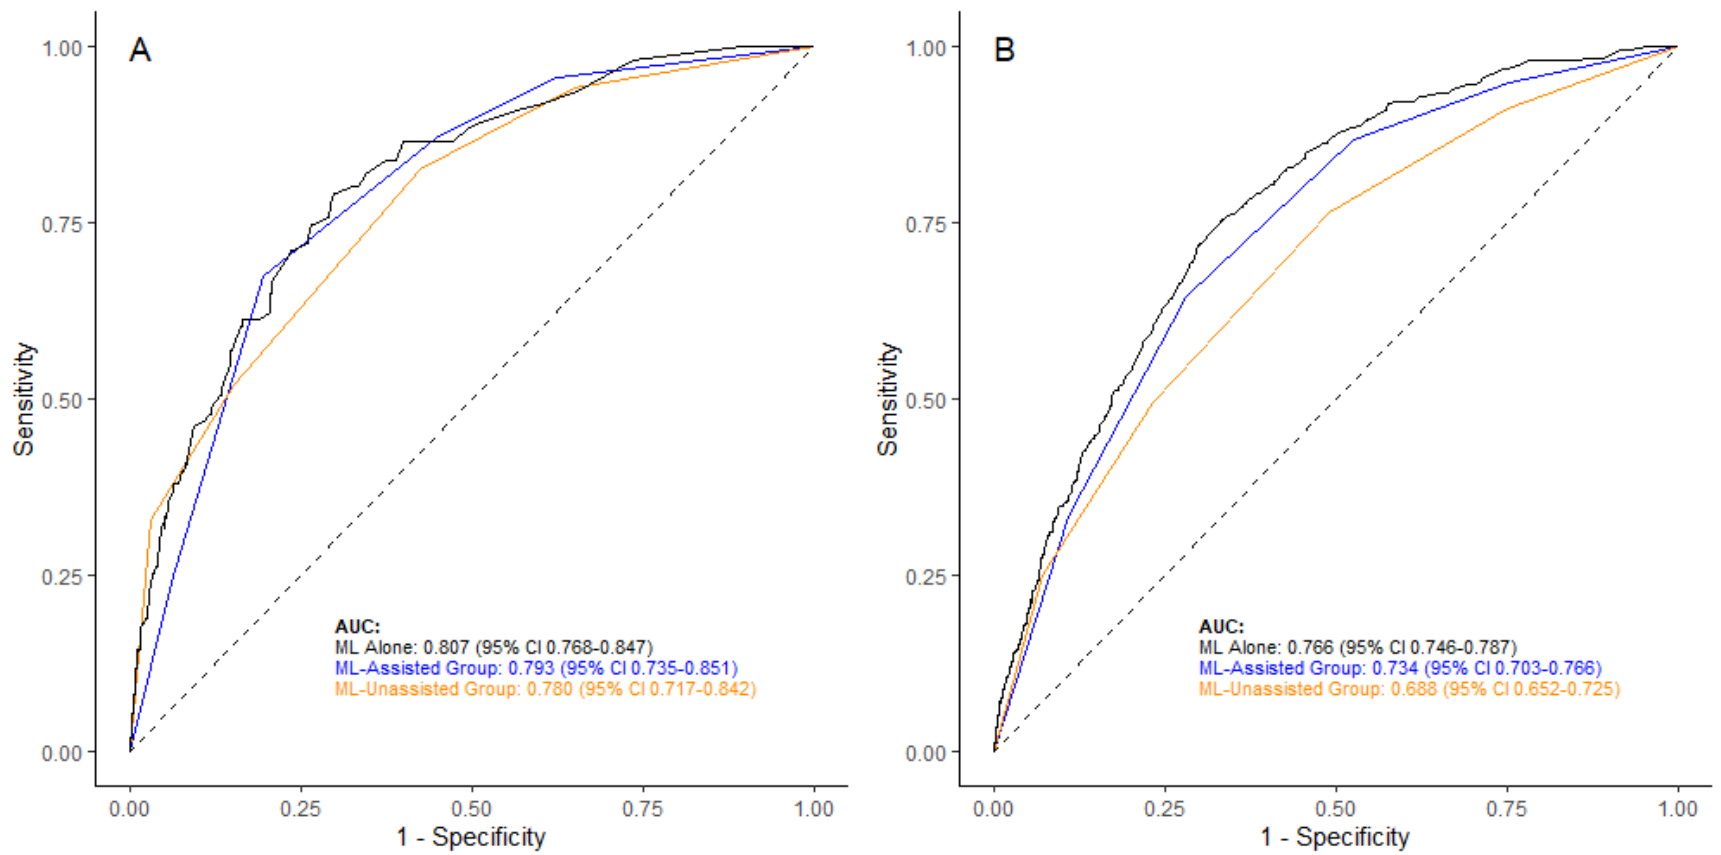 A
1.00
0.75
0.50
0.25
0.00
Sensitivity
AUC:
ML Alone: 0.807 (95% CI 0.768-0.847)
ML-Assisted Group: 0.793 (95% CI 0.735-0.851)
ML-Unassisted Group: 0.780 (95% CI 0.717-0.842)
0.00 0.25 0.50 0.75 1.00
1 - Specificity
B
1.00
0.75
0.50
0.25
0.00
Sensitivity
AUC:
ML Alone: 0.766 (95% CI 0.746-0.787)
ML-Assisted Group: 0.734 (95% CI 0.703-0.766)
ML-Unassisted Group: 0.688 (95% CI 0.652-0.725)
0.00 0.25 0.50 0.75 1.00
1 - Specificity